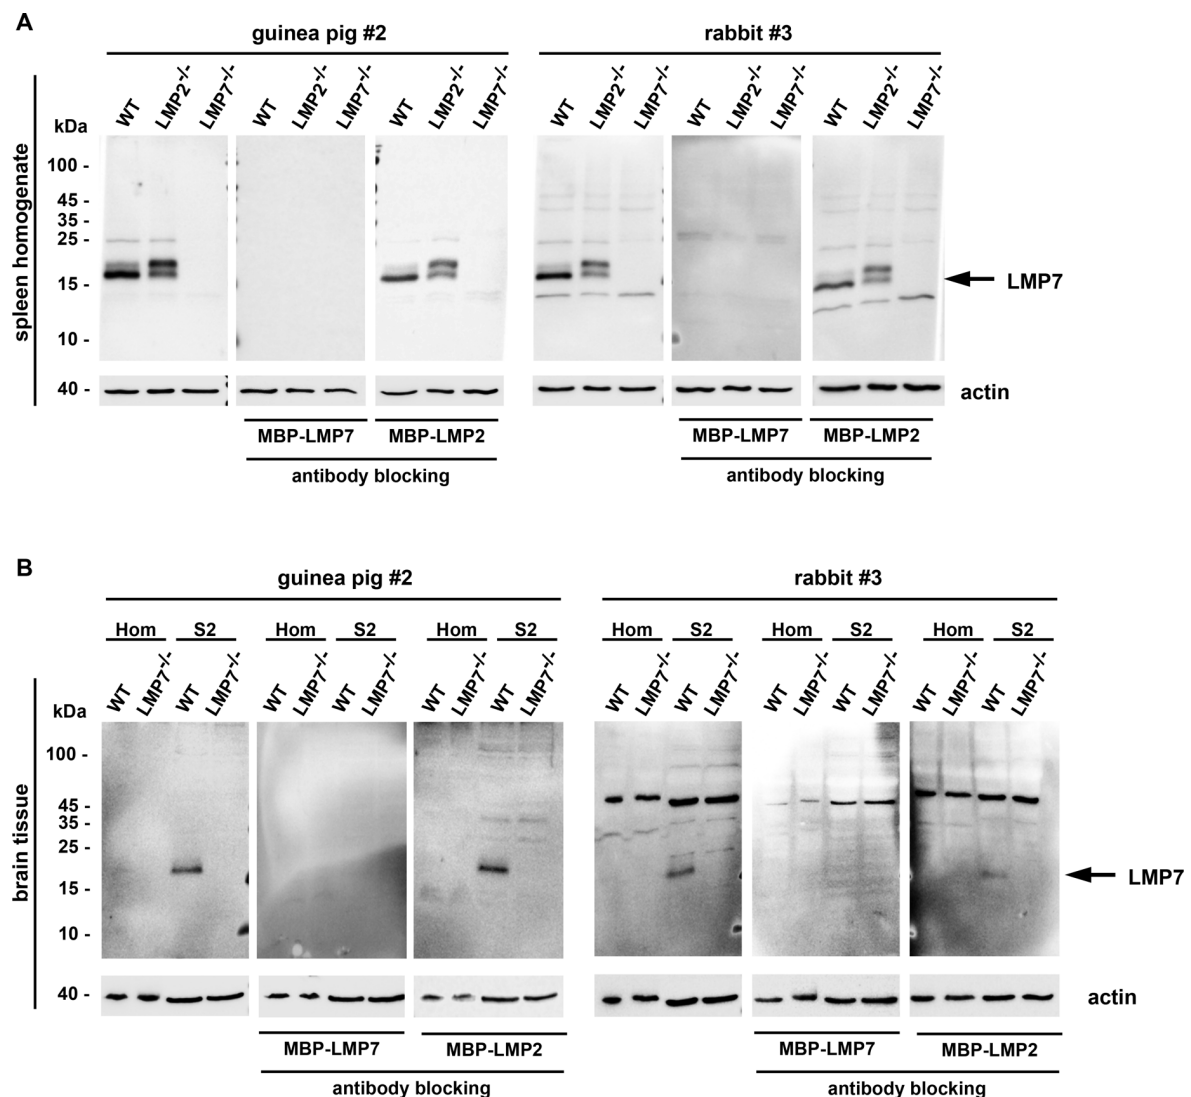 A
guinea pig #2
rabbit #3
WT LMP2-/- LMP7-/- WT LMP2-/- LMP7-/- WT LMP2-/- LMP7-/- WT LMP2-/- LMP7-/- WT LMP2-/- LMP7-/- WT LMP2-/- LMP7-/-
kDa
100 -
45 -
35 -
25 -
15 -
10 -
spleen homogenate
LMP7
40 -
actin
MBP-LMP7 MBP-LMP2 MBP-LMP7 MBP-LMP2
antibody blocking antibody blocking
B
guinea pig #2
rabbit #3
Hom S2 Hom S2 Hom S2 Hom S2 Hom S2 Hom S2
WT LMP7-/- WT LMP7-/- WT LMP7-/- WT LMP7-/- WT LMP7-/- WT LMP7-/- WT LMP7-/- WT LMP7-/- WT LMP7-/- WT LMP7-/- WT LMP7-/- WT LMP7-/-
kDa
100 -
45 -
35 -
25 -
15 -
10 -
brain tissue
LMP7
40 -
actin
MBP-LMP7 MBP-LMP2 MBP-LMP7 MBP-LMP2
antibody blocking antibody blocking